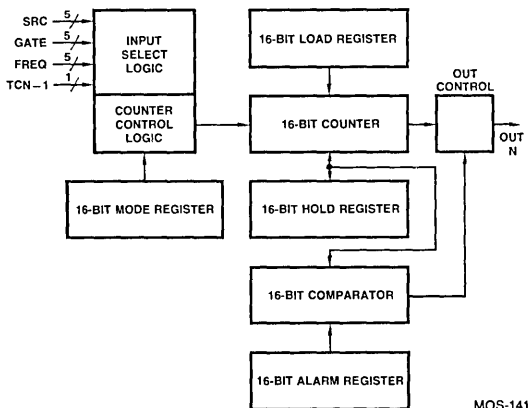 SRC 5
GATE 5
FREQ 5
TCN–1 1
INPUT
SELECT
LOGIC
COUNTER
CONTROL
LOGIC
16-BIT MODE REGISTER
16-BIT LOAD REGISTER
16-BIT COUNTER
OUT
CONTROL
OUT
N
16-BIT HOLD REGISTER
16-BIT COMPARATOR
16-BIT ALARM REGISTER
MOS-141